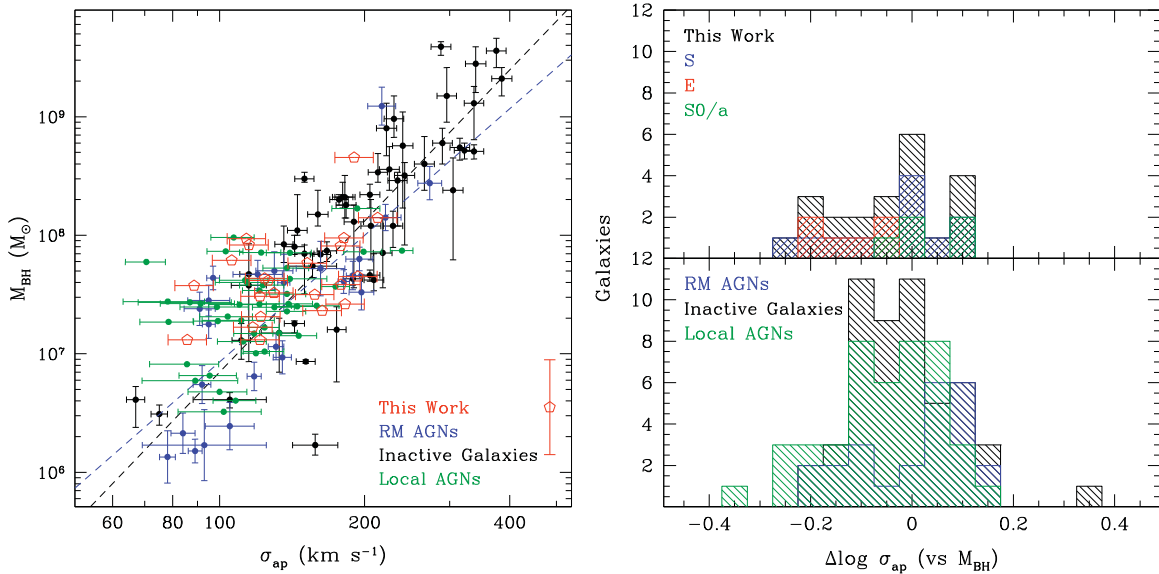 M_BH (M_⊙)
10⁹
10⁸
10⁷
10⁶
This Work
RM AGNs
Inactive Galaxies
Local AGNs
60 80 100 200 400
σ_ap (km s⁻¹)
Galaxies
12
10
8
6
4
2
This Work
S
E
S0/a
12
10
8
6
4
2
RM AGNs
Inactive Galaxies
Local AGNs
−0.4 −0.2 0 0.2 0.4
Δlog σ_ap (vs M_BH)